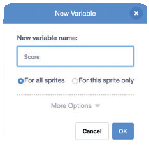 New Variable
New variable name:
Score
For all sprites For this sprite only
More Options
Cancel OK